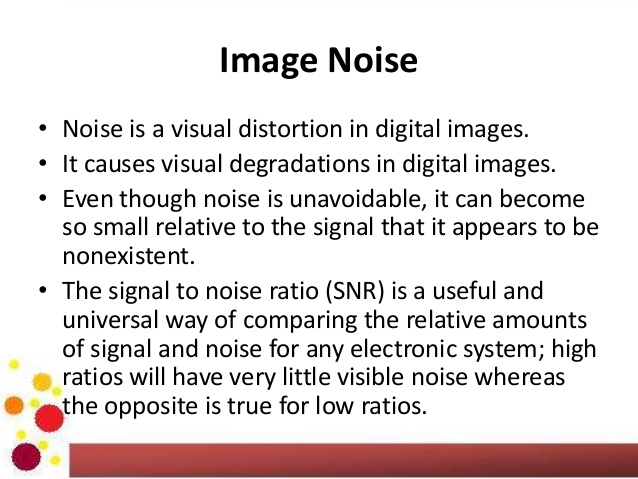 Image Noise
• Noise is a visual distortion in digital images.
• It causes visual degradations in digital images.
• Even though noise is unavoidable, it can become
so small relative to the signal that it appears to be
nonexistent.
• The signal to noise ratio (SNR) is a useful and
universal way of comparing the relative amounts
of signal and noise for any electronic system; high
ratios will have very little visible noise whereas
the opposite is true for low ratios.